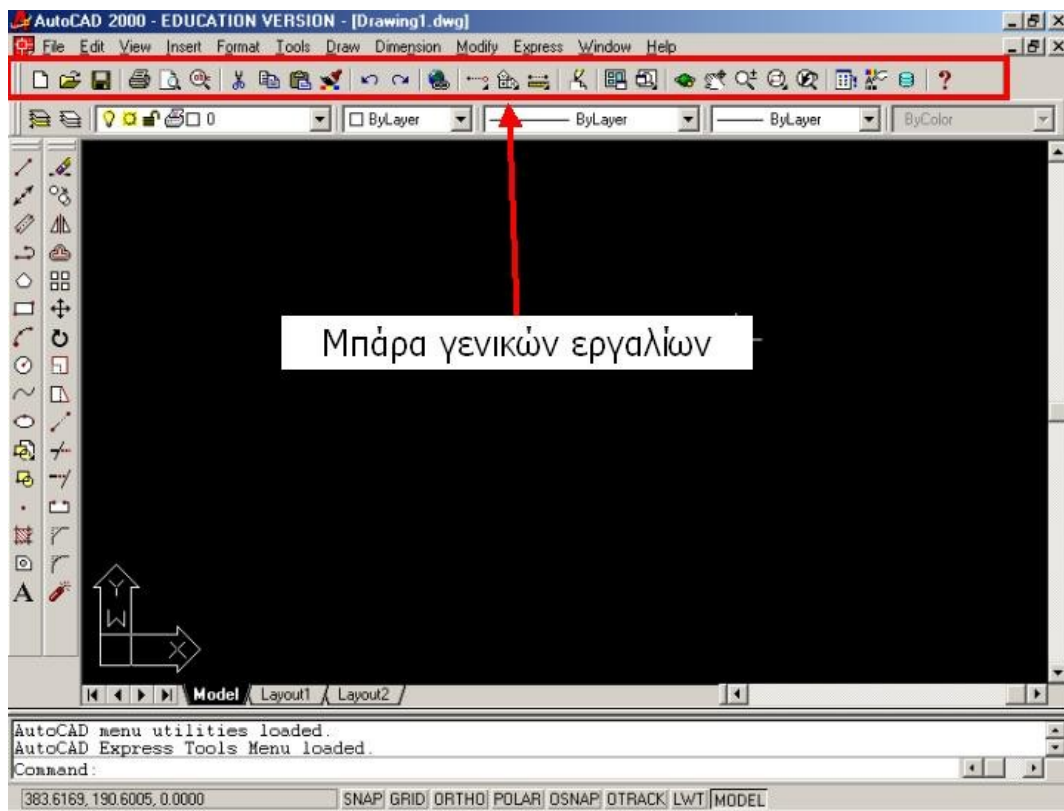 AutoCAD 2000 - EDUCATION VERSION - [Drawing1.dwg]
File Edit View Insert Format Tools Draw Dimension Modify Express Window Help
0 ByLayer ByLayer ByLayer ByColor
Μπάρα γενικών εργαλίων
A
Y
W
X
Model Layout1 Layout2
AutoCAD menu utilities loaded.
AutoCAD Express Tools Menu loaded.
Command:
383.6169, 190.6005, 0.0000 SNAP GRID ORTHO POLAR OSNAP OTRACK LWT MODEL